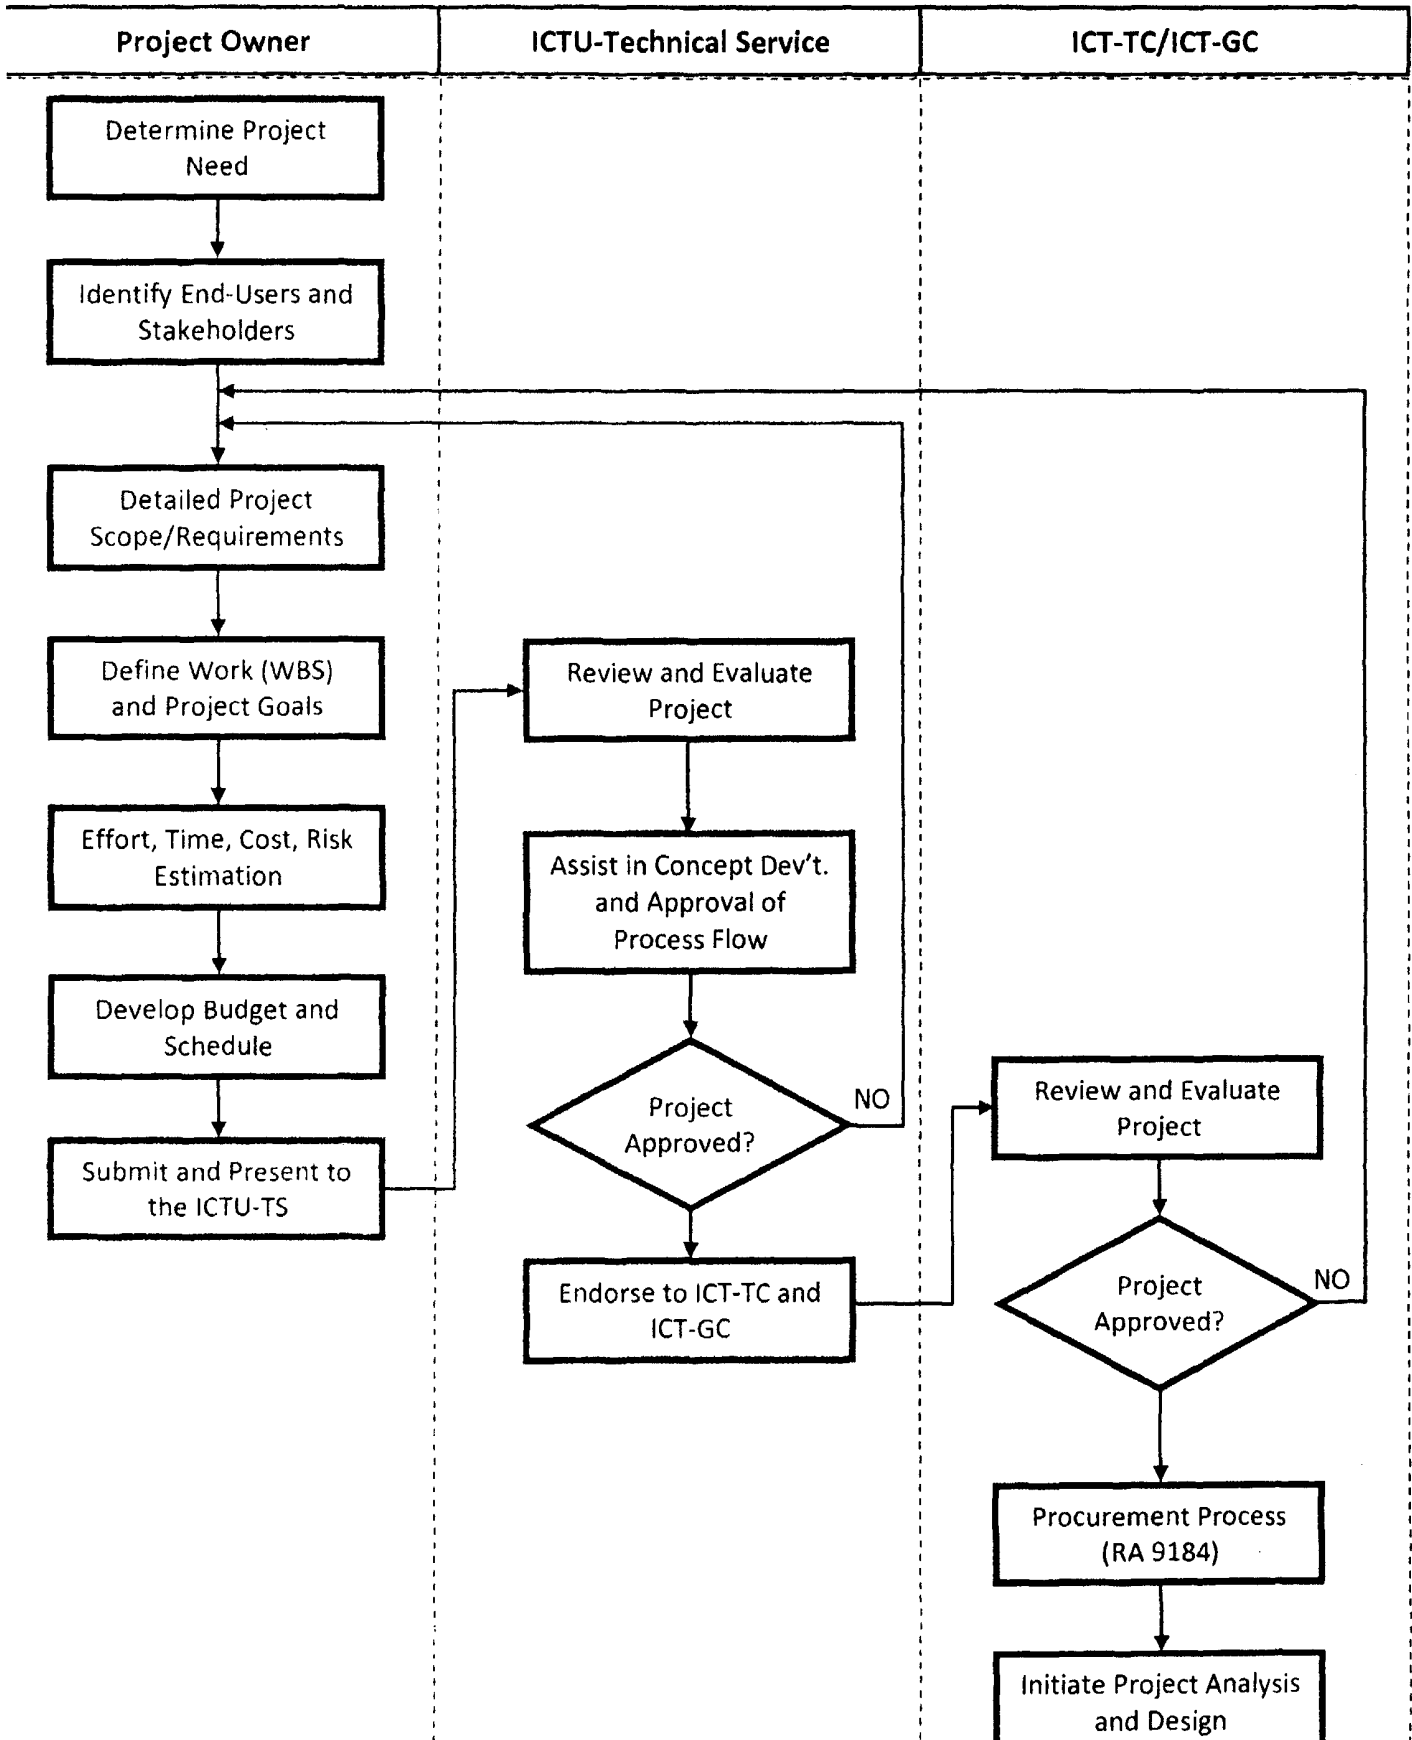 Project Owner
ICTU-Technical Service
ICT-TC/ICT-GC
Determine Project
Need
Identify End-Users and
Stakeholders
Detailed Project
Scope/Requirements
Define Work (WBS)
and Project Goals
Effort, Time, Cost, Risk
Estimation
Develop Budget and
Schedule
Submit and Present to
the ICTU-TS
Review and Evaluate
Project
Assist in Concept Dev't.
and Approval of
Process Flow
Project
Approved?
NO
Endorse to ICT-TC and
ICT-GC
Review and Evaluate
Project
Project
Approved?
NO
Procurement Process
(RA 9184)
Initiate Project Analysis
and Design